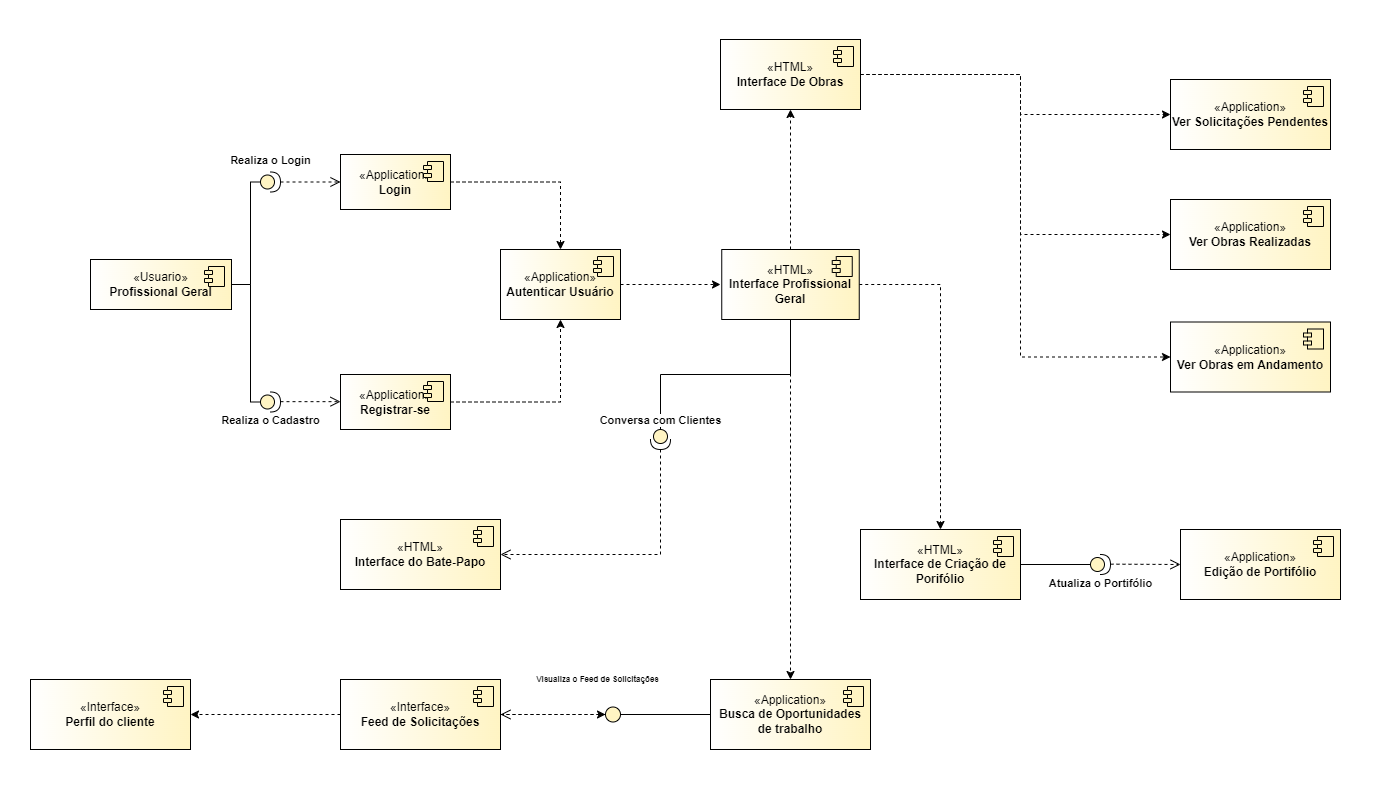 «HTML»
Interface De Obras
«Application»
Ver Solicitações Pendentes
Realiza o Login
«Application»
Login
«Application»
Ver Obras Realizadas
«Usuario»
Profissional Geral
«Application»
Autenticar Usuário
«HTML»
Interface Profissional
Geral
«Application»
Ver Obras em Andamento
«Application»
Registrar-se
Realiza o Cadastro
Conversa com Clientes
«HTML»
Interface do Bate-Papo
«HTML»
Interface de Criação de
Porifólio
Atualiza o Portifólio
«Application»
Edição de Portifólio
«Interface»
Perfil do cliente
«Interface»
Feed de Solicitações
Visualiza o Feed de Solicitações
«Application»
Busca de Oportunidades
de trabalho